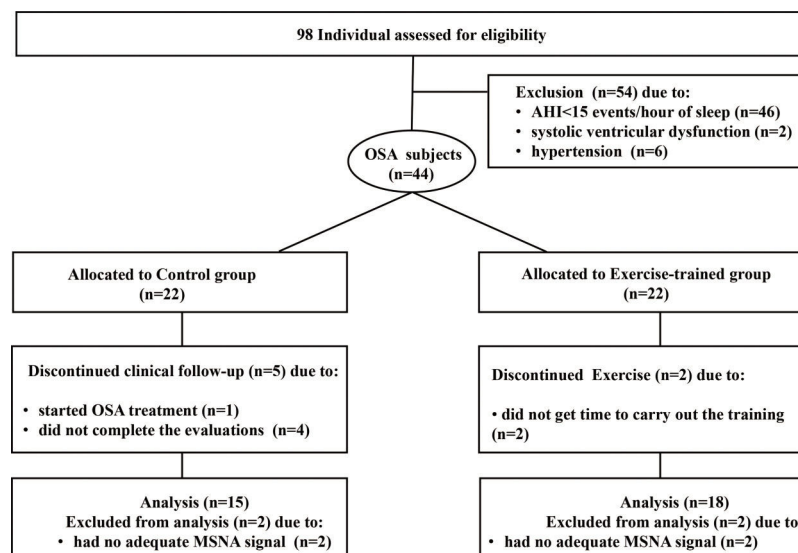 98 Individual assessed for eligibility
Exclusion (n=54) due to:
• AHI<15 events/hour of sleep (n=46)
• systolic ventricular dysfunction (n=2)
• hypertension (n=6)
OSA subjects
(n=44)
Allocated to Control group
(n=22)
Allocated to Exercise-trained group
(n=22)
Discontinued clinical follow-up (n=5) due to:
• started OSA treatment (n=1)
• did not complete the evaluations (n=4)
Discontinued Exercise (n=2) due to:
• did not get time to carry out the training
(n=2)
Analysis (n=15)
Excluded from analysis (n=2) due to:
• had no adequate MSNA signal (n=2)
Analysis (n=18)
Excluded from analysis (n=2) due to
• had no adequate MSNA signal (n=2)